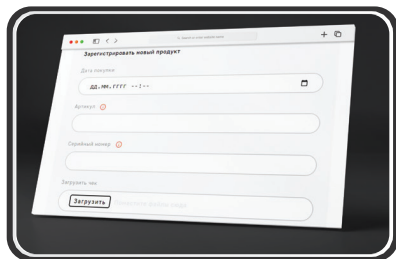 Зарегистрировать новый продукт
Дата покупки
ДД.ММ.ГГГГ --:--
Артикул
Серийный номер
Загрузить чек
Загрузить